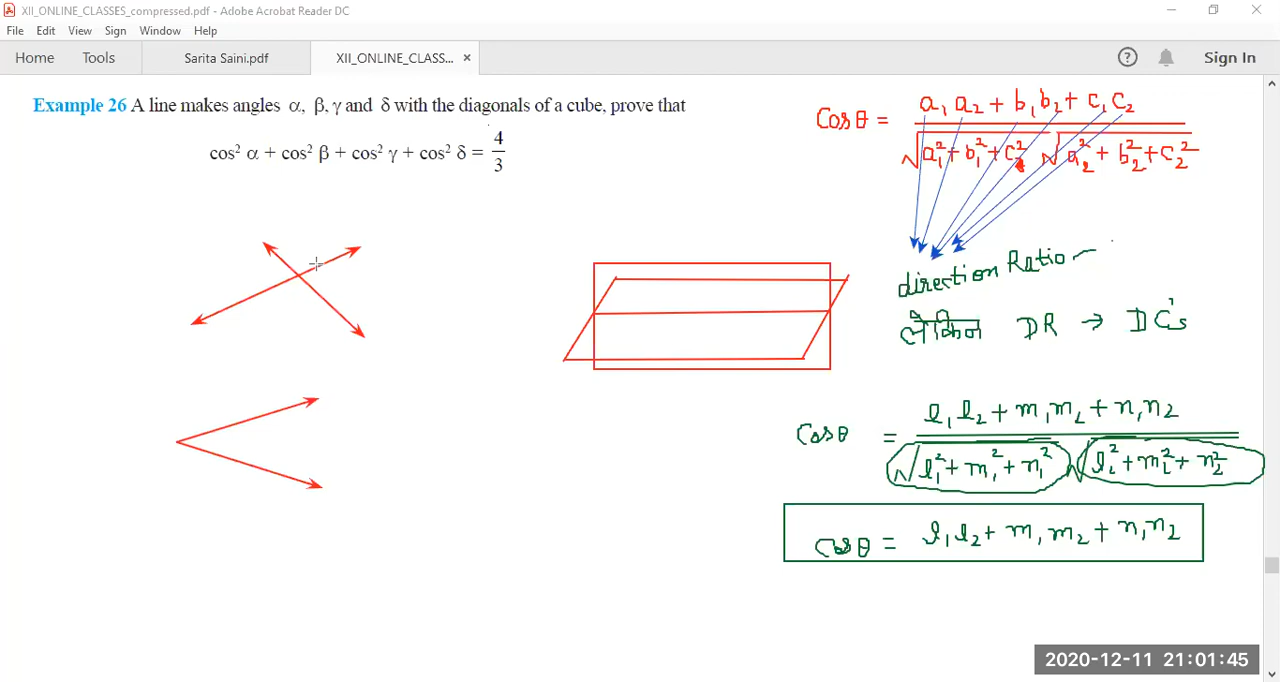 XII_ONLINE_CLASSES_compressed.pdf - Adobe Acrobat Reader DC
File Edit View Sign Window Help
Home Tools Sarita Saini.pdf XII_ONLINE_CLASS... × Sign In
Example 26 A line makes angles α, β, γ and δ with the diagonals of a cube, prove that
cos² α + cos² β + cos² γ + cos² δ = 4/3
Cos θ = a₁a₂ + b₁b₂ + c₁c₂ / √a₁² + b₁² + c₁² √a₂² + b₂² + c₂²
direction Ratio
DR → DC's
Cos θ = l₁l₂ + m₁m₂ + n₁n₂ / √l₁² + m₁² + n₁² √l₂² + m₂² + n₂²
cos θ = l₁l₂ + m₁m₂ + n₁n₂
2020-12-11 21:01:45